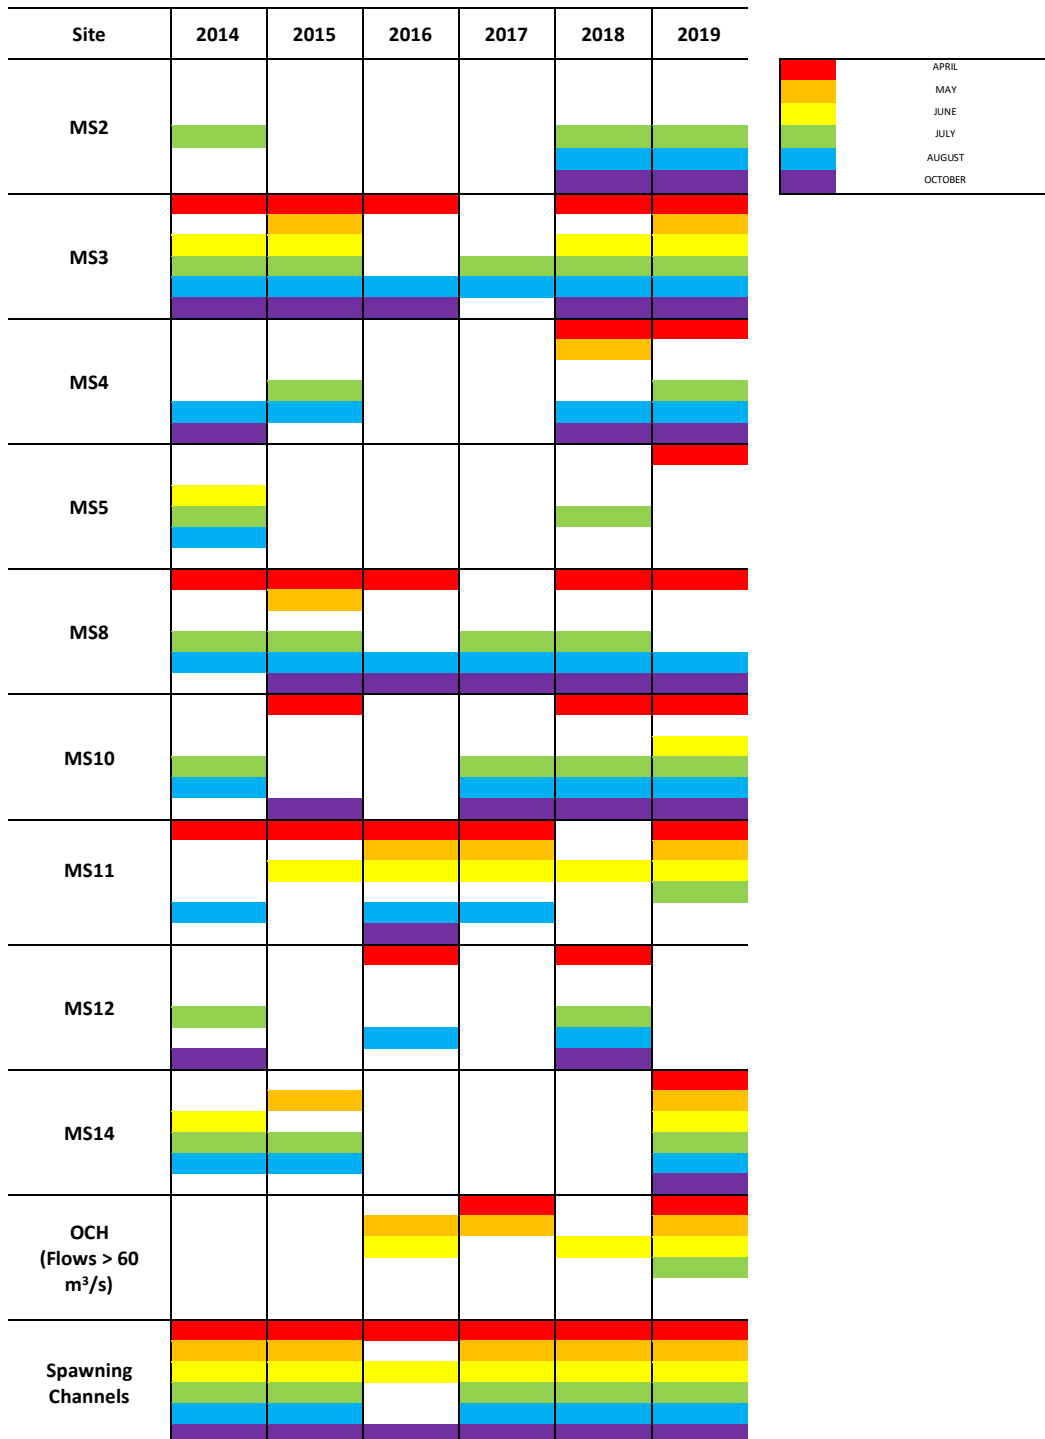 Site 2014 2015 2016 2017 2018 2019
APRIL
MAY
JUNE
JULY
AUGUST
OCTOBER
MS2
MS3
MS4
MS5
MS8
MS10
MS11
MS12
MS14
OCH
(Flows > 60
m³/s)
Spawning
Channels